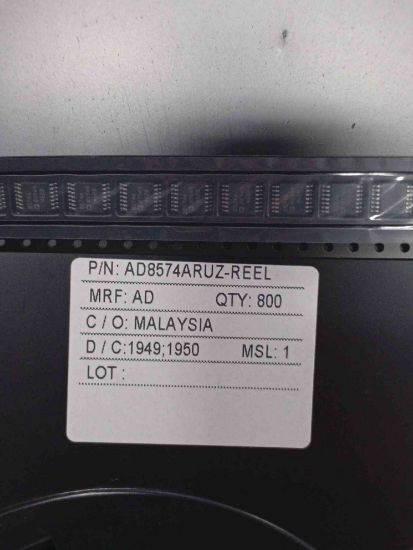 P/N: AD8574ARUZ-REEL
MRF: AD QTY: 800
C / O: MALAYSIA
D / C:1949;1950 MSL: 1
LOT :